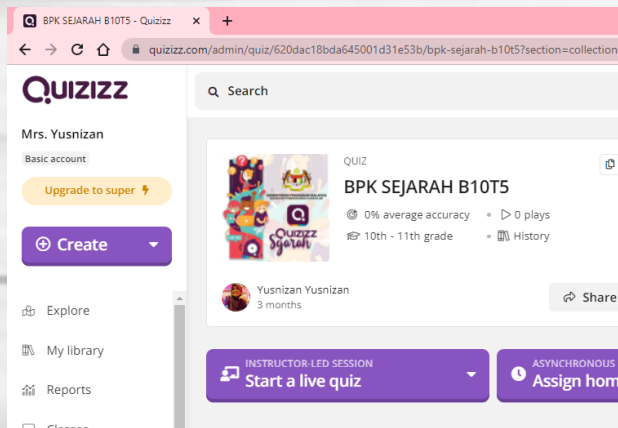 BPK SEJARAH B10T5 - Quizizz
quizizz.com/admin/quiz/620dac18bda645001d31e53b/bpk-sejarah-b10t5?section=collection
QUIZIZZ
Search
Mrs. Yusnizan
Basic account
Upgrade to super
Create
Explore
My library
Reports
Classes
QUIZ
BPK SEJARAH B10T5
0% average accuracy
0 plays
10th - 11th grade
History
QUIZIZZ
Sejarah
Yusnizan Yusnizan
3 months
Share
INSTRUCTOR-LED SESSION
Start a live quiz
ASYNCHRONOUS
Assign hom